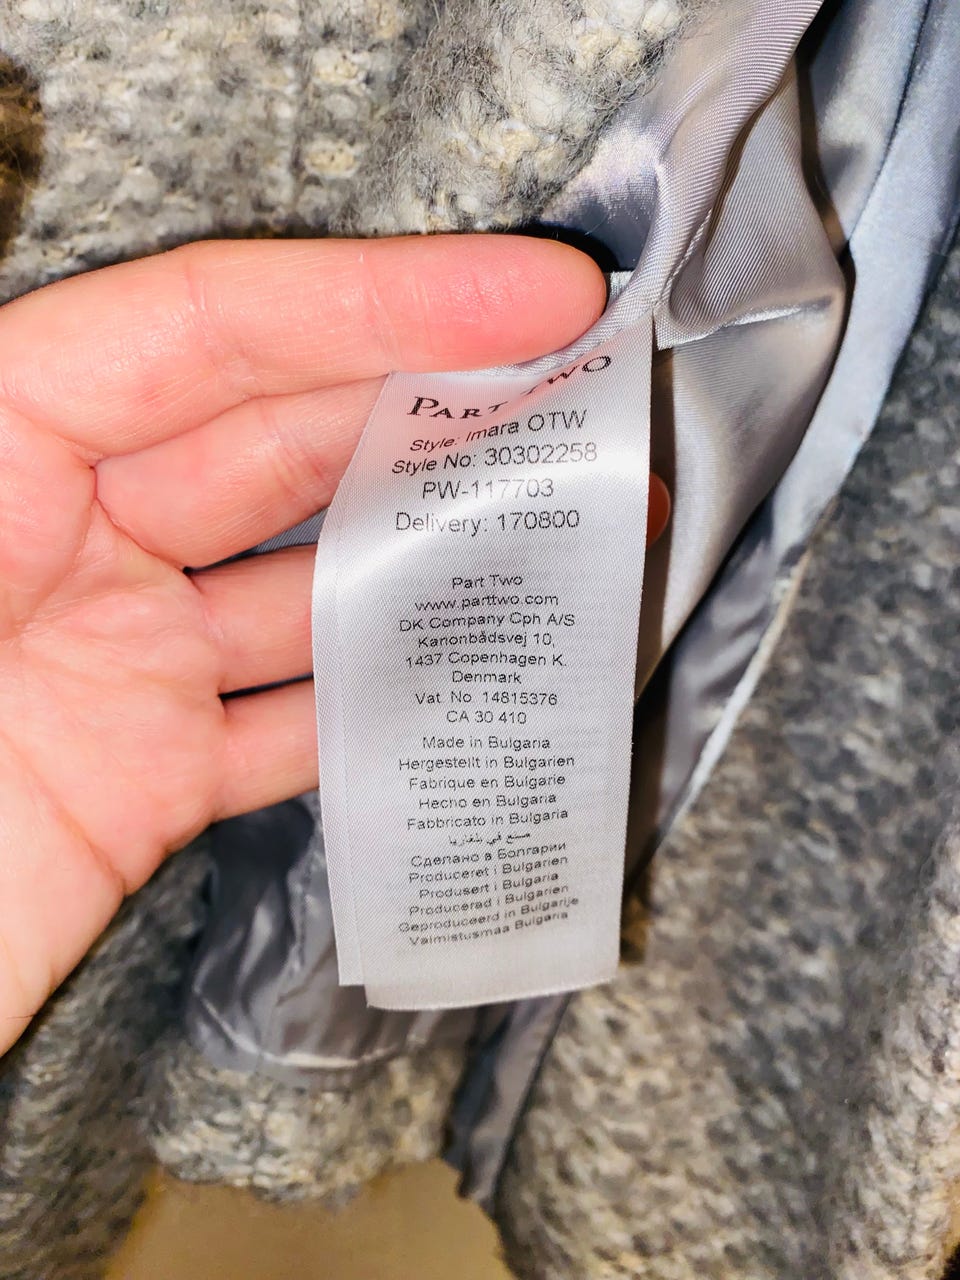 PART TWO
Style: Imara OTW
Style No: 30302258
PW-117703
Delivery: 170800
Part Two
www.parttwo.com
DK Company Cph A/S
Kanonbådsvej 10,
1437 Copenhagen K.
Denmark
Vat. No. 14815376
CA 30 410
Made in Bulgaria
Hergestellt in Bulgarien
Fabrique en Bulgarie
Hecho en Bulgaria
Fabbricato in Bulgaria
صنع في بلغاريا
Сделано в Болгарии
Produceret i Bulgarien
Produsert i Bulgaria
Producerad i Bulgarien
Geproduceerd in Bulgarije
Valmistusmaa Bulgaria